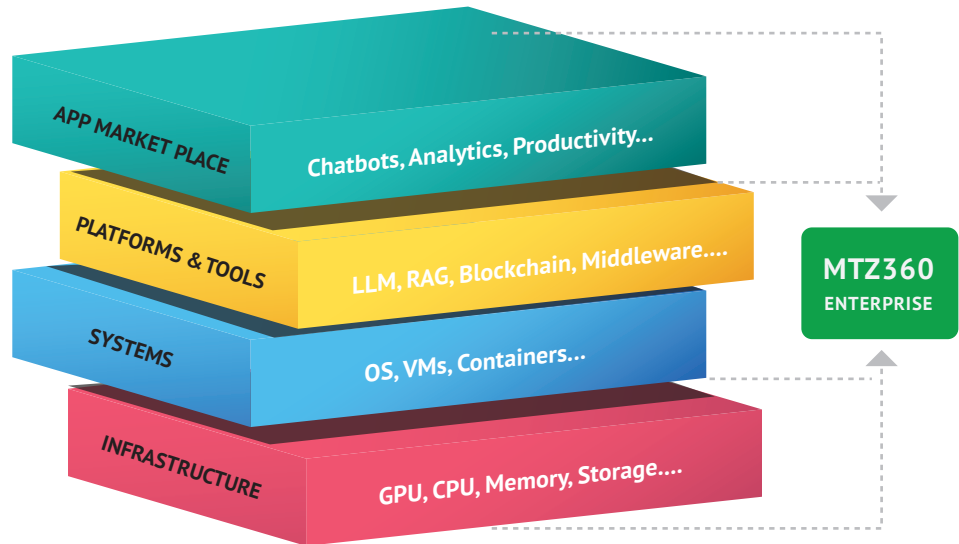 APP MARKET PLACE
Chatbots, Analytics, Productivity...
PLATFORMS & TOOLS
LLM, RAG, Blockchain, Middleware....
SYSTEMS
OS, VMs, Containers...
INFRASTRUCTURE
GPU, CPU, Memory, Storage....
MTZ360
ENTERPRISE